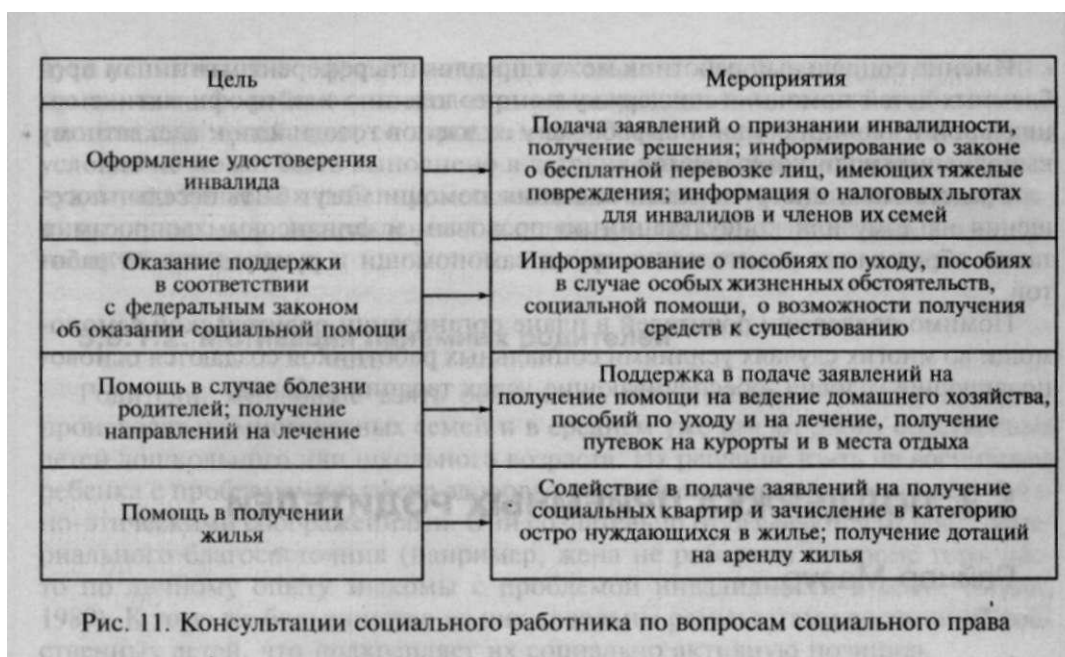 Цель
Мероприятия
Оформление удостоверения
инвалида
Подача заявлений о признании инвалидности,
получение решения; информирование о законе
о бесплатной перевозке лиц, имеющих тяжелые
повреждения; информация о налоговых льготах
для инвалидов и членов их семей
Оказание поддержки
в соответствии
с федеральным законом
об оказании социальной помощи
Информирование о пособиях по уходу, пособиях
в случае особых жизненных обстоятельств,
социальной помощи, о возможности получения
средств к существованию
Помощь в случае болезни
родителей; получение
направлений на лечение
Поддержка в подаче заявлений на
получение помощи на ведение домашнего хозяйства,
пособий по уходу и на лечение, получение
путевок на курорты и в места отдыха
Помощь в получении
жилья
Содействие в подаче заявлений на получение
социальных квартир и зачисление в категорию
остро нуждающихся в жилье; получение дотаций
на аренду жилья
Рис. 11. Консультации социального работника по вопросам социального права